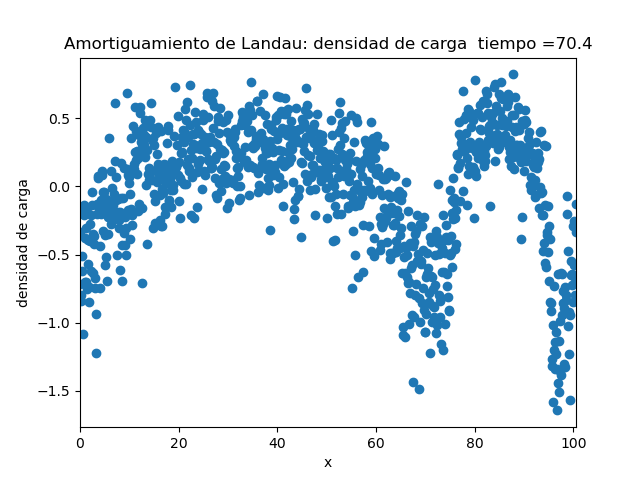 Amortiguamiento de Landau: densidad de carga  tiempo =70.4
densidad de carga
0.5
0.0
−0.5
−1.0
−1.5
0 20 40 60 80 100
x